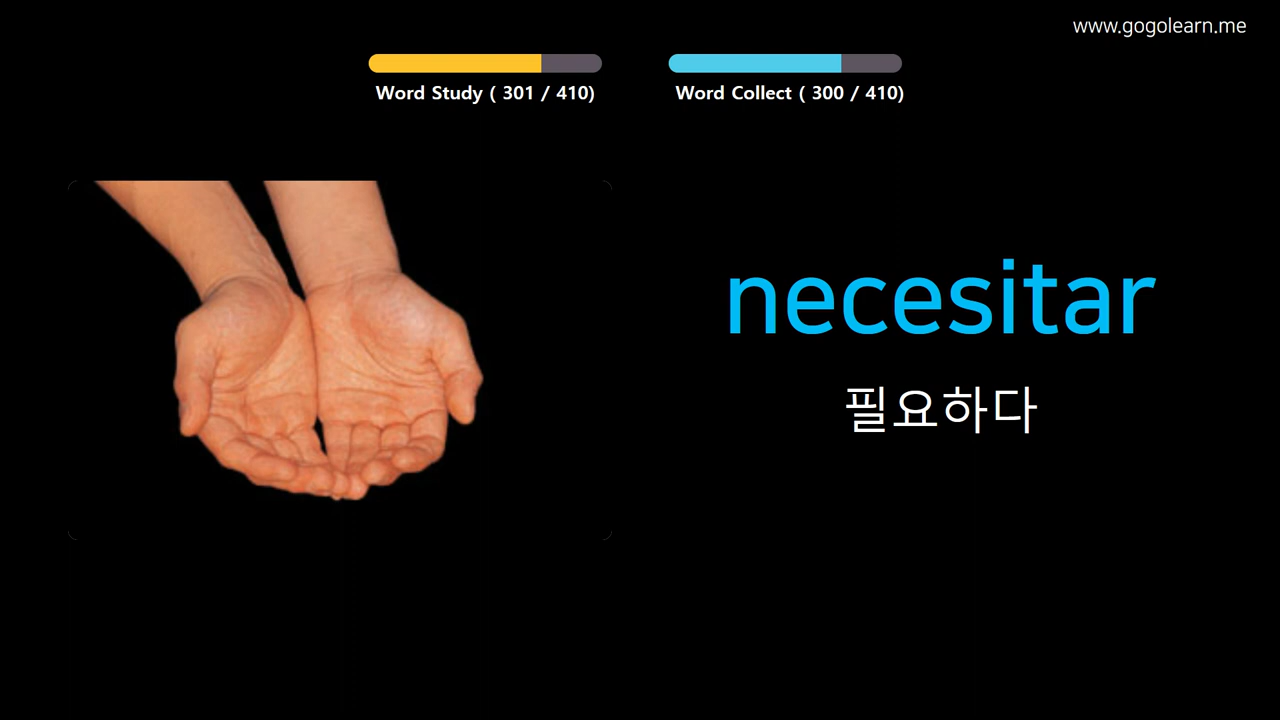 www.gogolearn.me
Word Study ( 301 / 410)
Word Collect ( 300 / 410)
necesitar
필요하다